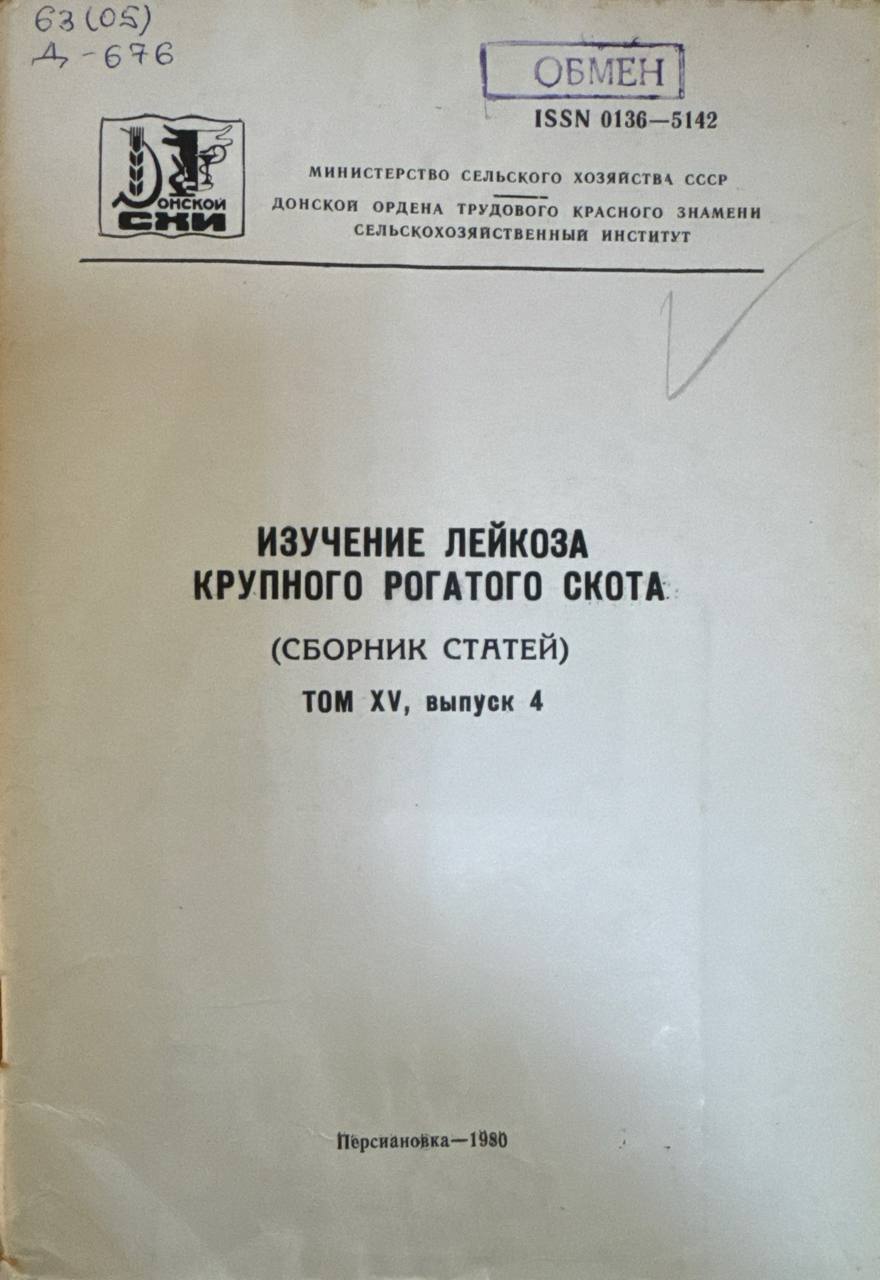 63(05)
Д-676
ОБМЕН
ISSN 0136—5142
ДОНСКОЙ
СХИ
МИНИСТЕРСТВО СЕЛЬСКОГО ХОЗЯЙСТВА СССР
ДОНСКОЙ ОРДЕНА ТРУДОВОГО КРАСНОГО ЗНАМЕНИ
СЕЛЬСКОХОЗЯЙСТВЕННЫЙ ИНСТИТУТ
ИЗУЧЕНИЕ ЛЕЙКОЗА
КРУПНОГО РОГАТОГО СКОТА
(СБОРНИК СТАТЕЙ)
ТОМ XV, выпуск 4
Персиановка—1980